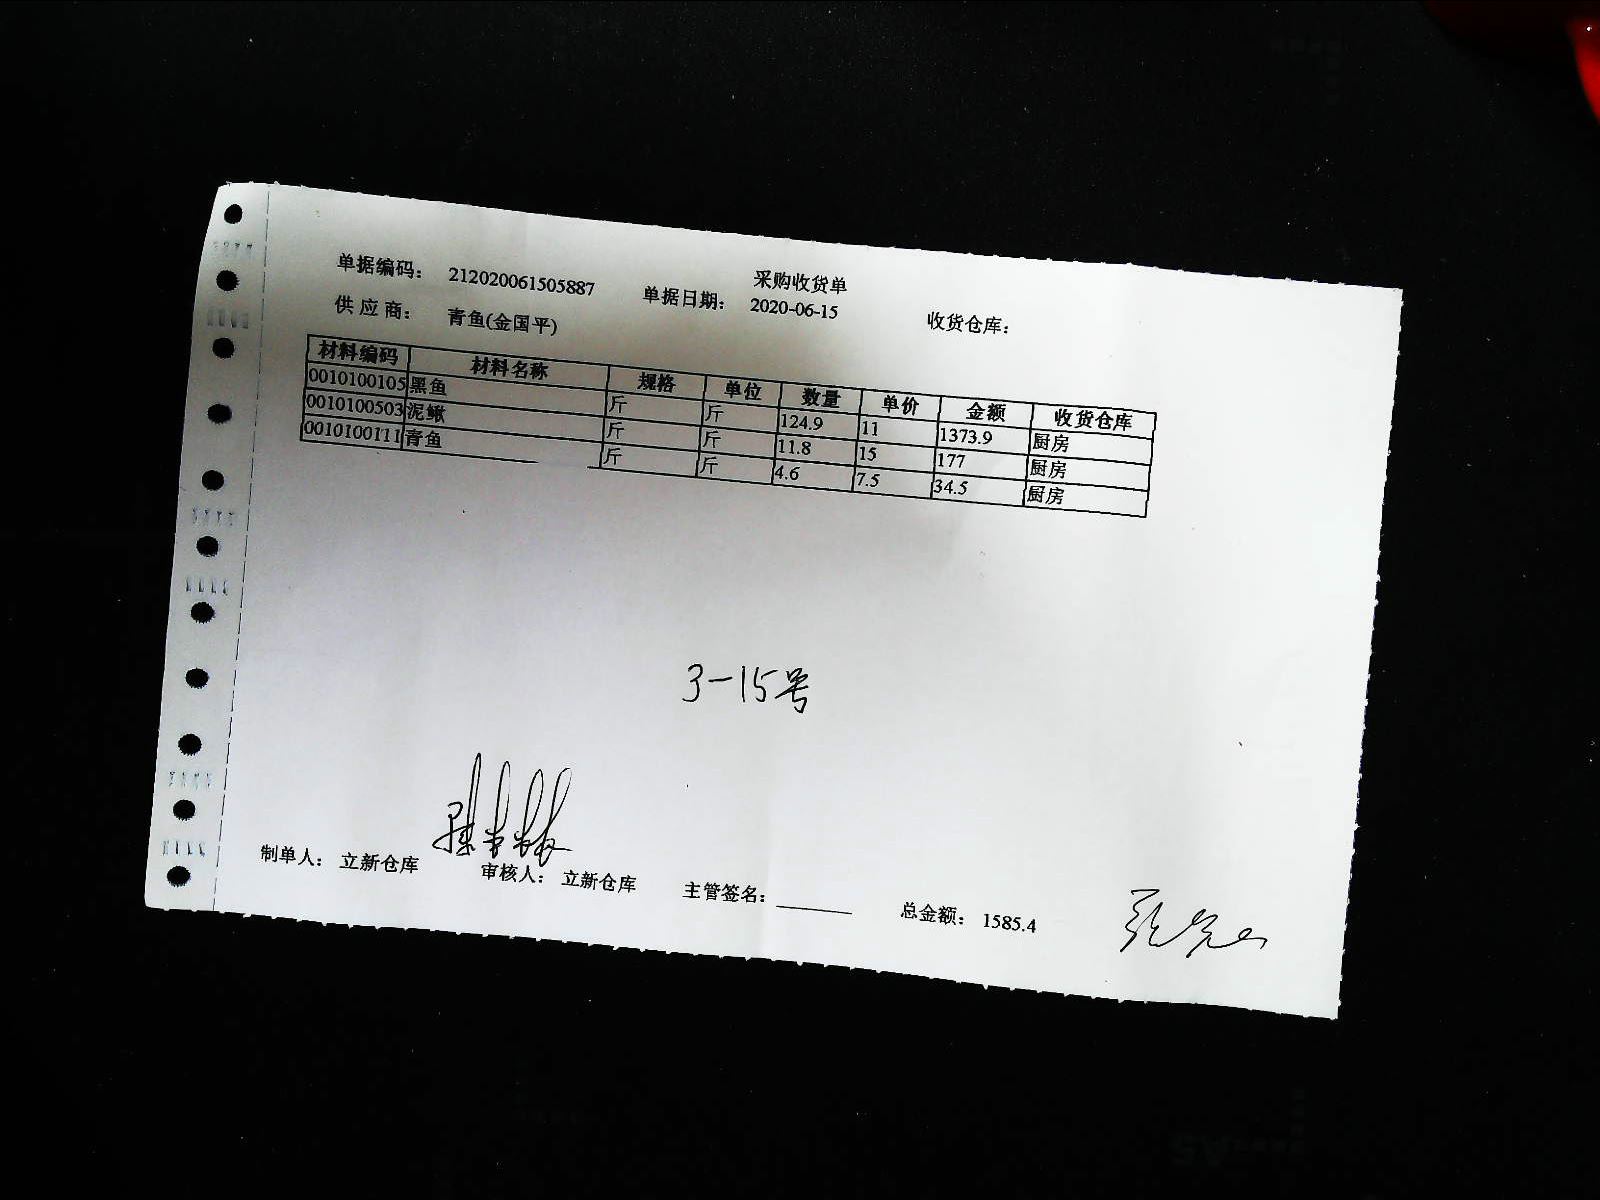 采购收货单
单据编码: 212020061505887 单据日期: 2020-06-15 收货仓库:
供应商: 青鱼(金国平)
材料编码 材料名称 规格 单位 数量 单价 金额 收货仓库
0010100105 黑鱼 斤 斤 124.9 11 1373.9 厨房
0010100503 泥鳅 斤 斤 11.8 15 177 厨房
0010100111 青鱼 斤 斤 4.6 7.5 34.5 厨房
3-15号
制单人: 立新仓库 审核人: 立新仓库 主管签名: 总金额: 1585.4